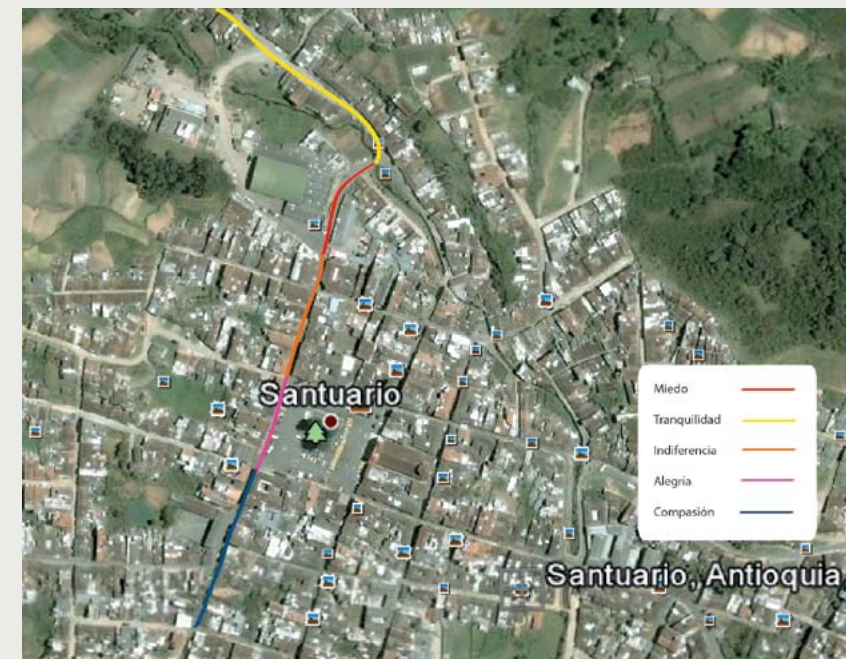 Santuario
Miedo
Tranquilidad
Indiferencia
Alegría
Compasión
Santuario, Antioquia